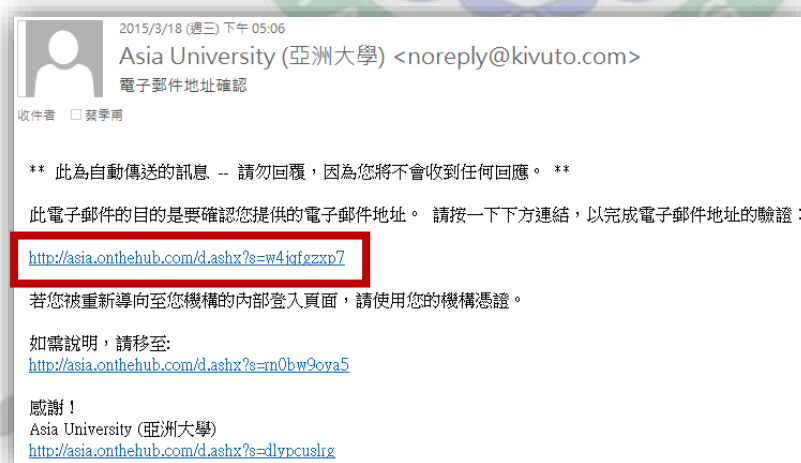 2015/3/18 (週三) 下午 05:06
Asia University (亞洲大學) <noreply@kivuto.com>
電子郵件地址確認
收件者 □ 蔡季甫
** 此為自動傳送的訊息 -- 請勿回覆，因為您將不會收到任何回應。 **
此電子郵件的目的是要確認您提供的電子郵件地址。 請按一下下方連結，以完成電子郵件地址的驗證：
http://asia.onthehub.com/d.ashx?s=w4jqfgzxp7
若您被重新導向至您機構的內部登入頁面，請使用您的機構憑證。
如需說明，請移至:
http://asia.onthehub.com/d.ashx?s=rn0bw9oya5
感謝！
Asia University (亞洲大學)
http://asia.onthehub.com/d.ashx?s=dlypcuslrg